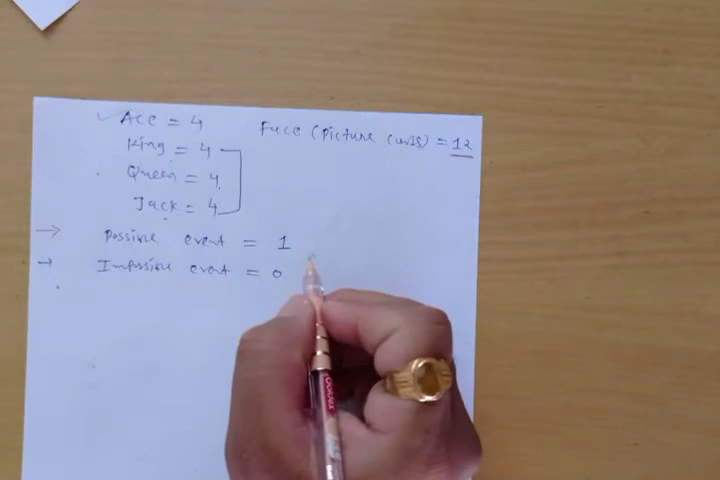 Ace = 4
Face (Picture cards) = 12
King = 4
Queen = 4
Jack = 4
→ Possible event = 1
→ Impossible event = 0